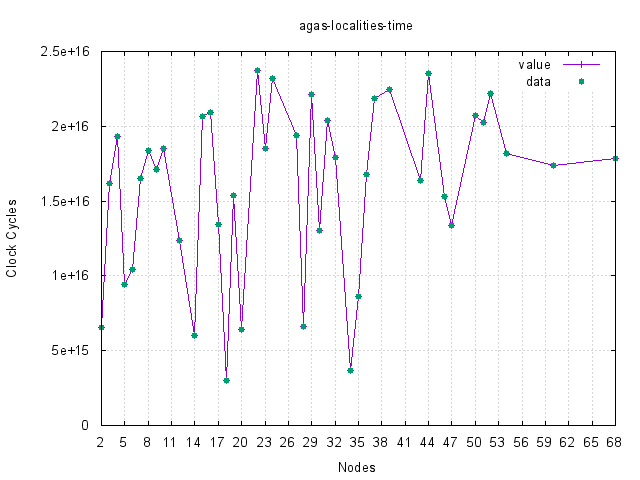 agas-localities-time
2.5e+16
value
data
2e+16
1.5e+16
Clock Cycles
1e+16
5e+15
0
2 5 8 11 14 17 20 23 26 29 32 35 38 41 44 47 50 53 56 59 62 65 68
Nodes